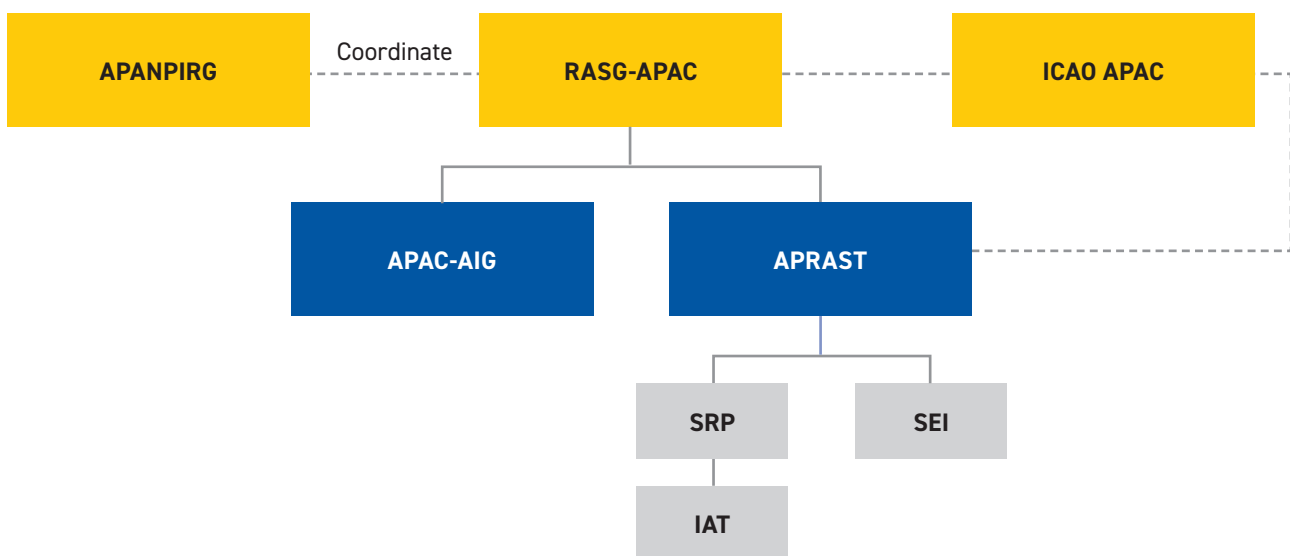 APANPIRG
Coordinate
RASG-APAC
ICAO APAC
APAC-AIG
APRAST
SRP
SEI
IAT